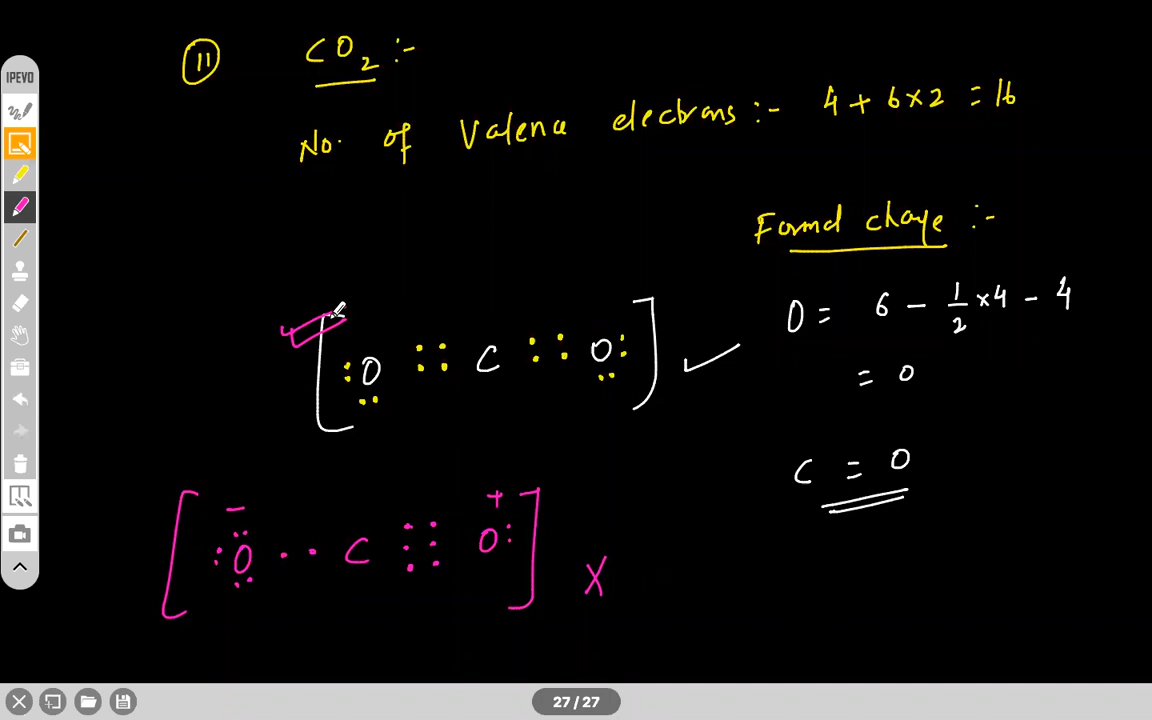 IPEVO
11 CO₂ :-
No. of Valence electrons :- 4 + 6 × 2 = 16
Formal charge :-
O = 6 - 1/2 × 4 - 4
= 0
[ :O :: C :: O: ]
C = 0
[ :O - .. C ::: O: + ] X
27 / 27